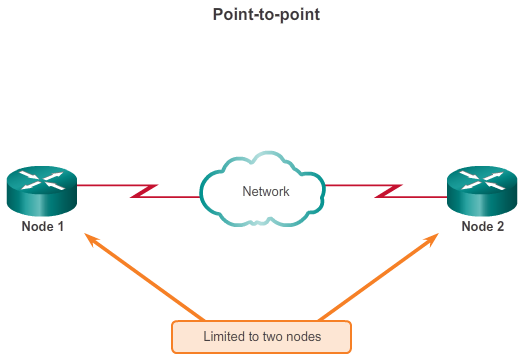 Point-to-point
Network
Node 1
Node 2
Limited to two nodes